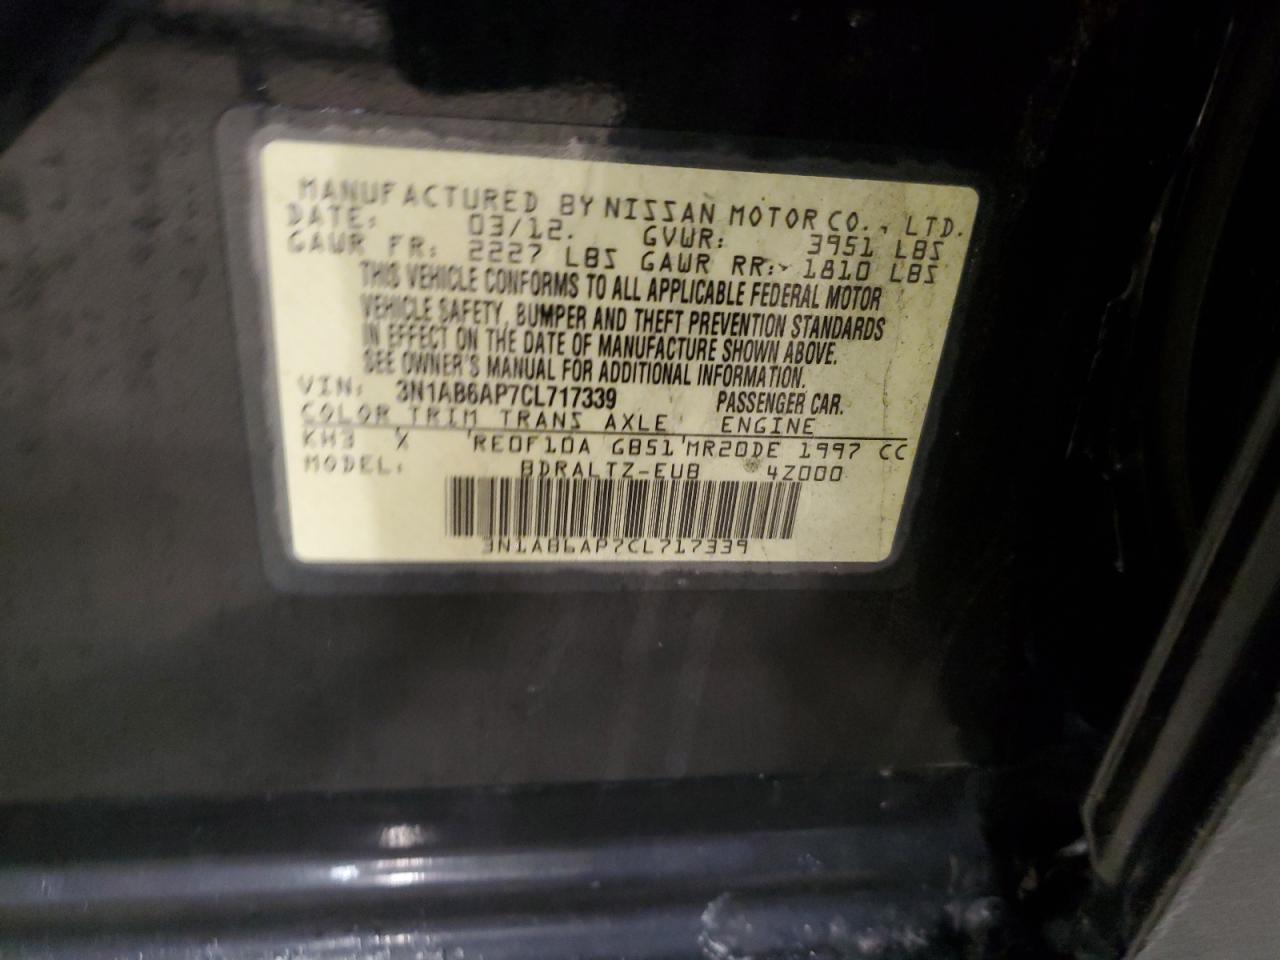 MANUFACTURED BY NISSAN MOTOR CO., LTD.
DATE: 03/12. GVWR: 3951 LBS
GAWR FR: 2227 LBS GAWR RR: 1810 LBS
THIS VEHICLE CONFORMS TO ALL APPLICABLE FEDERAL MOTOR
VEHICLE SAFETY, BUMPER AND THEFT PREVENTION STANDARDS
IN EFFECT ON THE DATE OF MANUFACTURE SHOWN ABOVE.
SEE OWNER'S MANUAL FOR ADDITIONAL INFORMATION.
VIN: 3N1AB6AP7CL717339 PASSENGER CAR.
COLOR TRIM TRANS AXLE ENGINE
KH3 X RE0F10A GB51 MR20DE 1997 CC
MODEL: BDRALTZ-EUB 4Z000
3N1AB6AP7CL717339